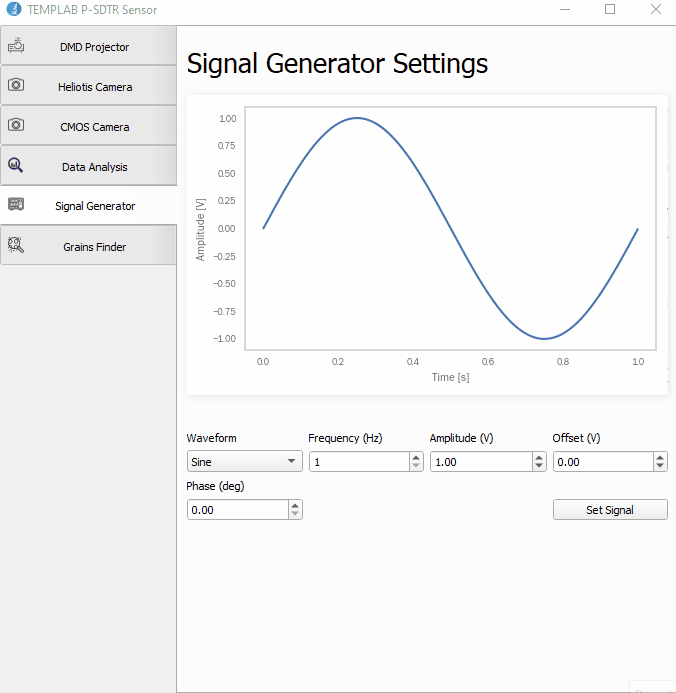 TEMPLAB P-SDTR Sensor
DMD Projector
Heliotis Camera
CMOS Camera
Data Analysis
Signal Generator
Grains Finder
Signal Generator Settings
1.00
0.75
0.50
0.25
0.00
−0.25
−0.50
−0.75
−1.00
Amplitude [V]
0.0 0.2 0.4 0.6 0.8 1.0
Time [s]
Waveform Frequency (Hz) Amplitude (V) Offset (V)
Sine 1 1.00 0.00
Phase (deg)
0.00 Set Signal